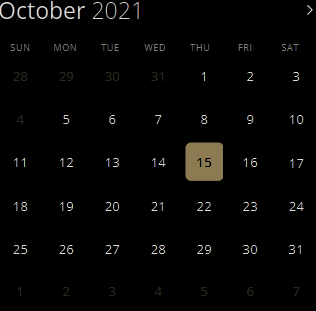 October 2021
SUN MON TUE WED THU FRI SAT
28 29 30 31 1 2 3
4 5 6 7 8 9 10
11 12 13 14 15 16 17
18 19 20 21 22 23 24
25 26 27 28 29 30 31
1 2 3 4 5 6 7